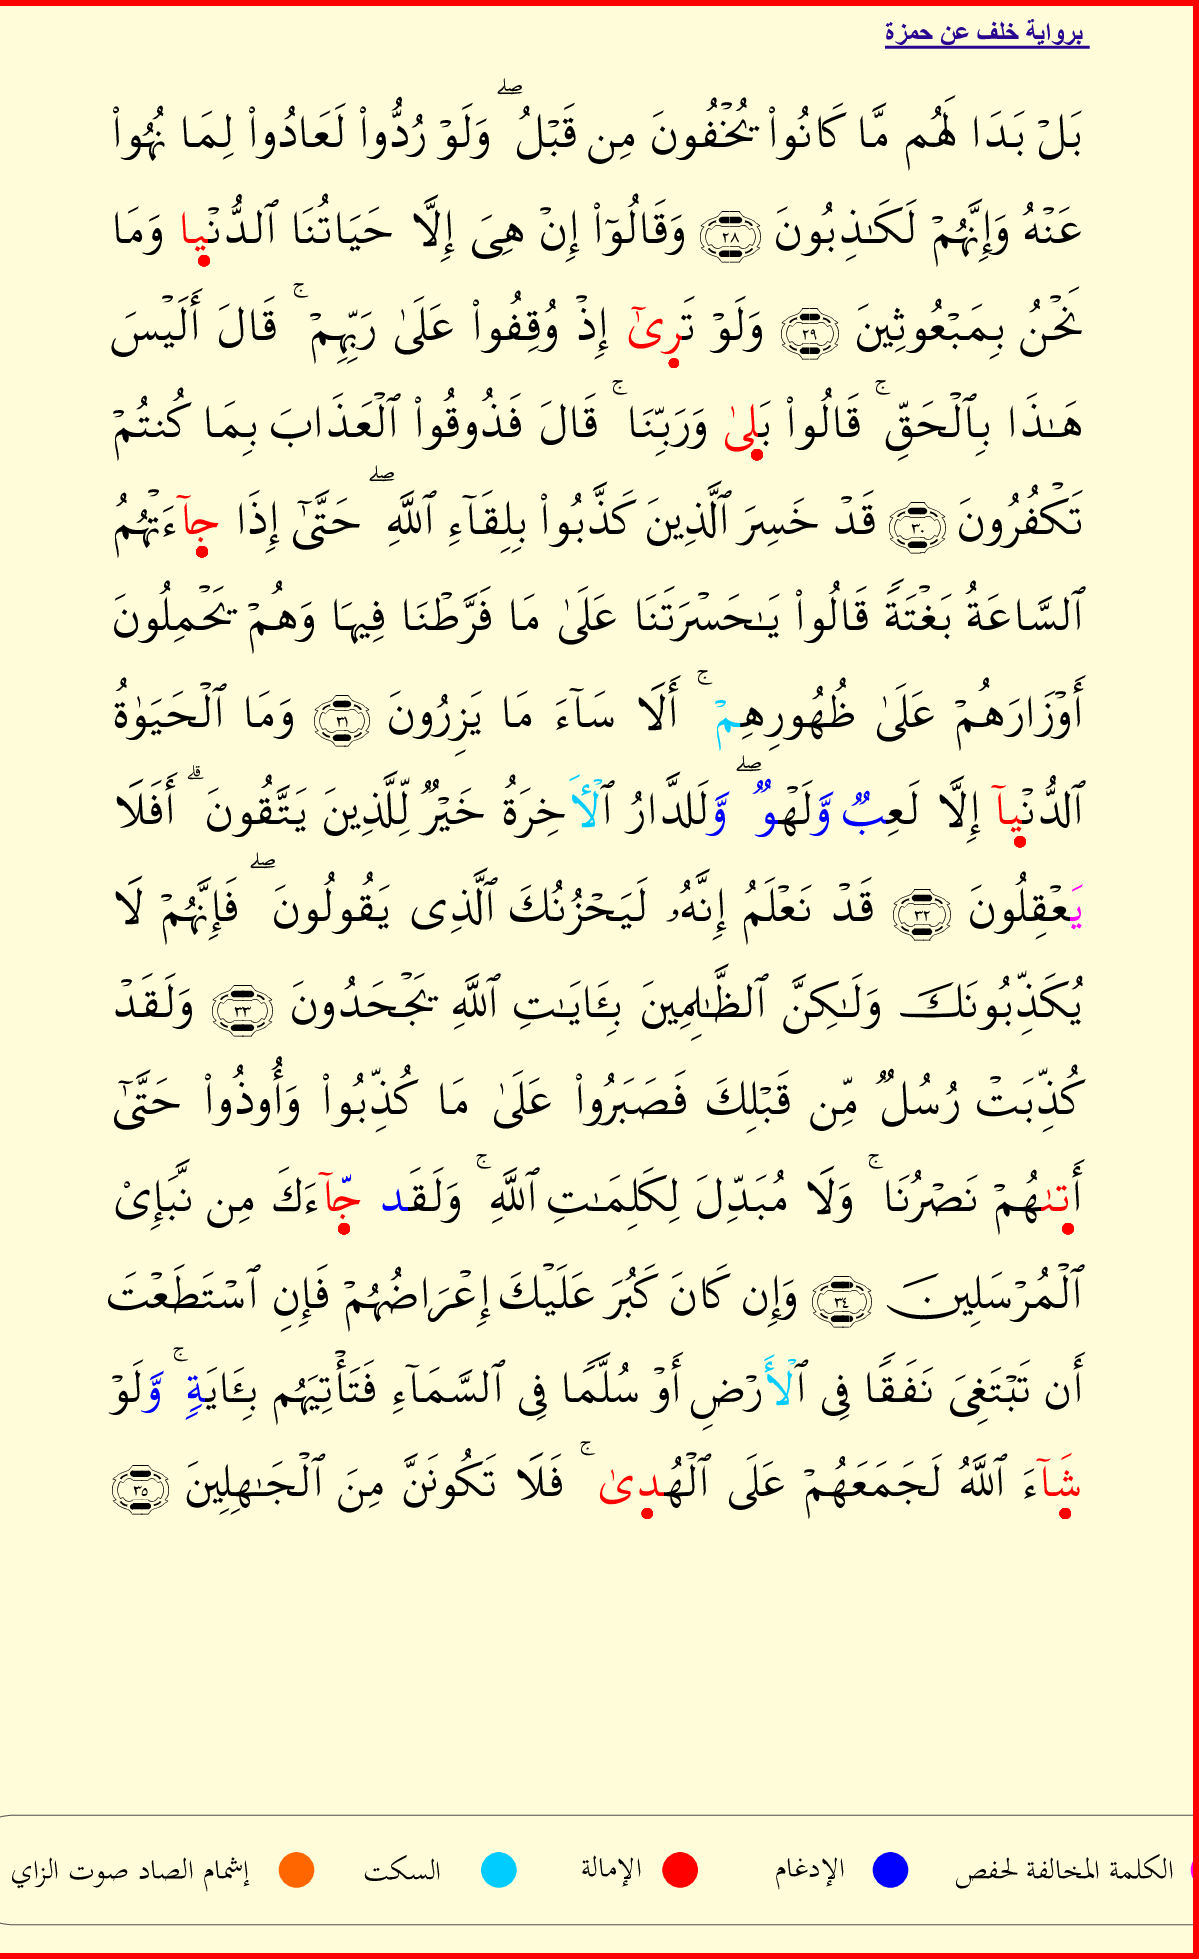 برواية خلف عن حمزة
بَلْ بَدَا لَهُم مَّا كَانُوا۟ يُخْفُونَ مِن قَبْلُ ۖ وَلَوْ رُدُّوا۟ لَعَادُوا۟ لِمَا نُهُوا۟
عَنْهُ وَإِنَّهُمْ لَكَـٰذِبُونَ ٢٨ وَقَالُوٓا۟ إِنْ هِىَ إِلَّا حَيَاتُنَا ٱلدُّنْيا وَمَا
نَحْنُ بِمَبْعُوثِينَ ٢٩ وَلَوْ تَرِىٰٓ إِذْ وُقِفُوا۟ عَلَىٰ رَبِّهِمْ ۚ قَالَ أَلَيْسَ
هَـٰذَا بِٱلْحَقِّ ۚ قَالُوا۟ بَلِىٰ وَرَبِّنَا ۚ قَالَ فَذُوقُوا۟ ٱلْعَذَابَ بِمَا كُنتُمْ
تَكْفُرُونَ ٣٠ قَدْ خَسِرَ ٱلَّذِينَ كَذَّبُوا۟ بِلِقَآءِ ٱللَّهِ ۖ حَتَّىٰٓ إِذَا جآءَتْهُمُ
ٱلسَّاعَةُ بَغْتَةً قَالُوا۟ يَـٰحَسْرَتَنَا عَلَىٰ مَا فَرَّطْنَا فِيهَا وَهُمْ يَحْمِلُونَ
أَوْزَارَهُمْ عَلَىٰ ظُهُورِهِمْ ۚ أَلَا سَآءَ مَا يَزِرُونَ ٣١ وَمَا ٱلْحَيَوٰةُ
ٱلدُّنْيآ إِلَّا لَعِبٌ وَّلَهْوٌ ۖ وَّلَلدَّارُ ٱلْأَخِرَةُ خَيْرٌ لِّلَّذِينَ يَتَّقُونَ ۗ أَفَلَا
يَعْقِلُونَ ٣٢ قَدْ نَعْلَمُ إِنَّهُۥ لَيَحْزُنُكَ ٱلَّذِى يَقُولُونَ ۖ فَإِنَّهُمْ لَا
يُكَذِّبُونَكَ وَلَـٰكِنَّ ٱلظَّـٰلِمِينَ بِـَٔايَـٰتِ ٱللَّهِ يَجْحَدُونَ ٣٣ وَلَقَدْ
كُذِّبَتْ رُسُلٌ مِّن قَبْلِكَ فَصَبَرُوا۟ عَلَىٰ مَا كُذِّبُوا۟ وَأُوذُوا۟ حَتَّىٰٓ
أَتىٰهُمْ نَصْرُنَا ۚ وَلَا مُبَدِّلَ لِكَلِمَـٰتِ ٱللَّهِ ۚ وَلَقَد جّآءَكَ مِن نَّبَإِى۟
ٱلْمُرْسَلِينَ ٣٤ وَإِن كَانَ كَبُرَ عَلَيْكَ إِعْرَاضُهُمْ فَإِنِ ٱسْتَطَعْتَ
أَن تَبْتَغِىَ نَفَقًا فِى ٱلْأَرْضِ أَوْ سُلَّمًا فِى ٱلسَّمَآءِ فَتَأْتِيَهُم بِـَٔايَةٍ ۚ وَّلَوْ
شَآءَ ٱللَّهُ لَجَمَعَهُمْ عَلَى ٱلْهُدِىٰ ۚ فَلَا تَكُونَنَّ مِنَ ٱلْجَـٰهِلِينَ ٣٥
الكلمة المخالفة لحفص الإدغام الإمالة السكت إشمام الصاد صوت الزاي